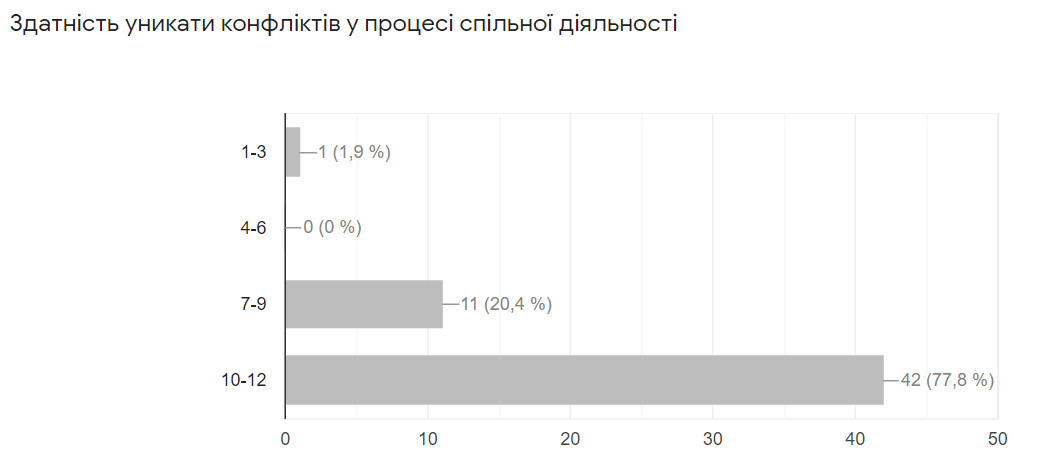 Здатність уникати конфліктів у процесі спільної діяльності
1-3 1 (1,9 %)
4-6 0 (0 %)
7-9 11 (20,4 %)
10-12 42 (77,8 %)
0 10 20 30 40 50